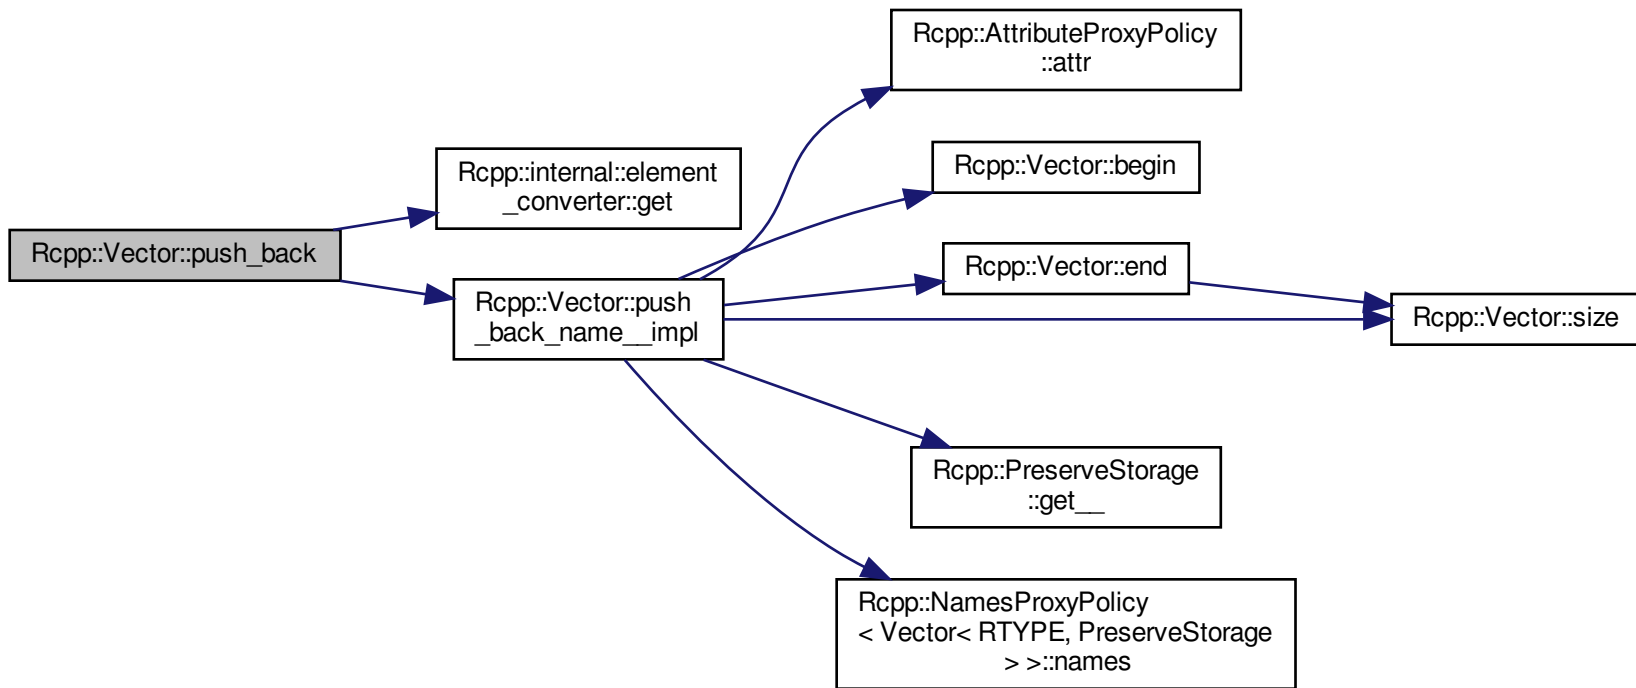 Rcpp::AttributeProxyPolicy
::attr
Rcpp::Vector::begin
Rcpp::internal::element
_converter::get
Rcpp::Vector::push_back
Rcpp::Vector::end
Rcpp::Vector::push
_back_name__impl
Rcpp::Vector::size
Rcpp::PreserveStorage
::get__
Rcpp::NamesProxyPolicy
< Vector< RTYPE, PreserveStorage
> >::names